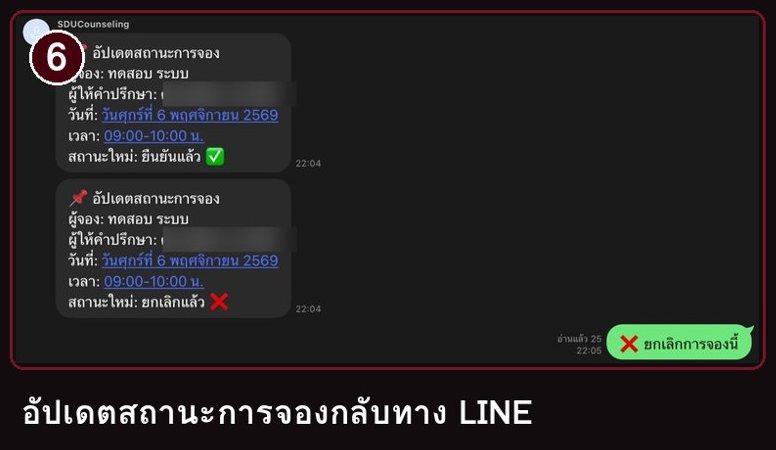 SDUCounseling
6
📌 อัปเดตสถานะการจอง
ผู้จอง: ทดสอบ ระบบ
ผู้ให้คำปรึกษา:
วันที่: วันศุกร์ที่ 6 พฤศจิกายน 2569
เวลา: 09:00-10:00 น.
สถานะใหม่: ยืนยันแล้ว ✅
22:04
📌 อัปเดตสถานะการจอง
ผู้จอง: ทดสอบ ระบบ
ผู้ให้คำปรึกษา:
วันที่: วันศุกร์ที่ 6 พฤศจิกายน 2569
เวลา: 09:00-10:00 น.
สถานะใหม่: ยกเลิกแล้ว ❌
22:04
อ่านแล้ว 25
22:05
❌ ยกเลิกการจองนี้
อัปเดตสถานะการจองกลับทาง LINE